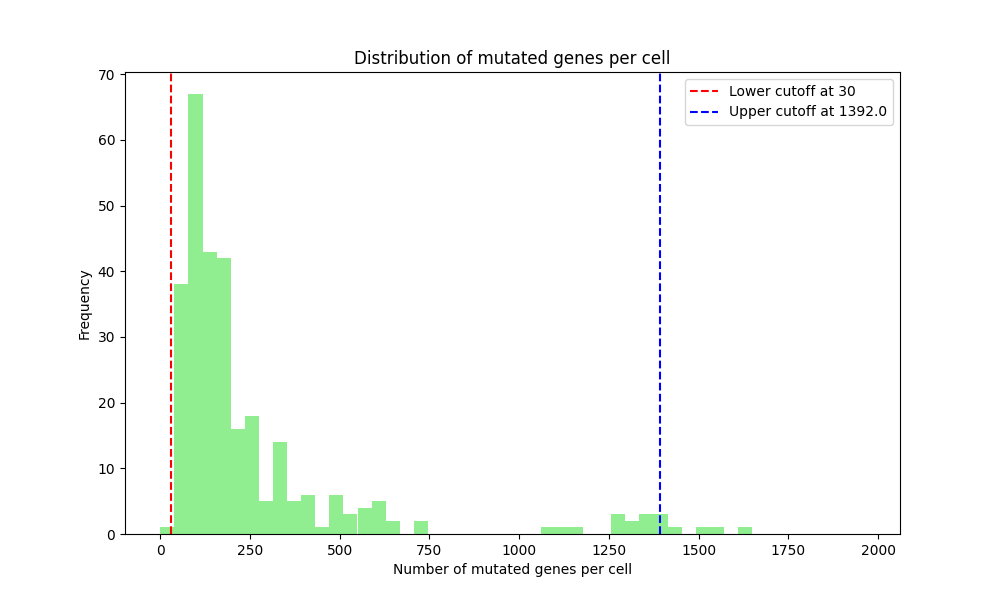 Distribution of mutated genes per cell
Lower cutoff at 30
Upper cutoff at 1392.0
Frequency
70
60
50
40
30
20
10
0
0 250 500 750 1000 1250 1500 1750 2000
Number of mutated genes per cell